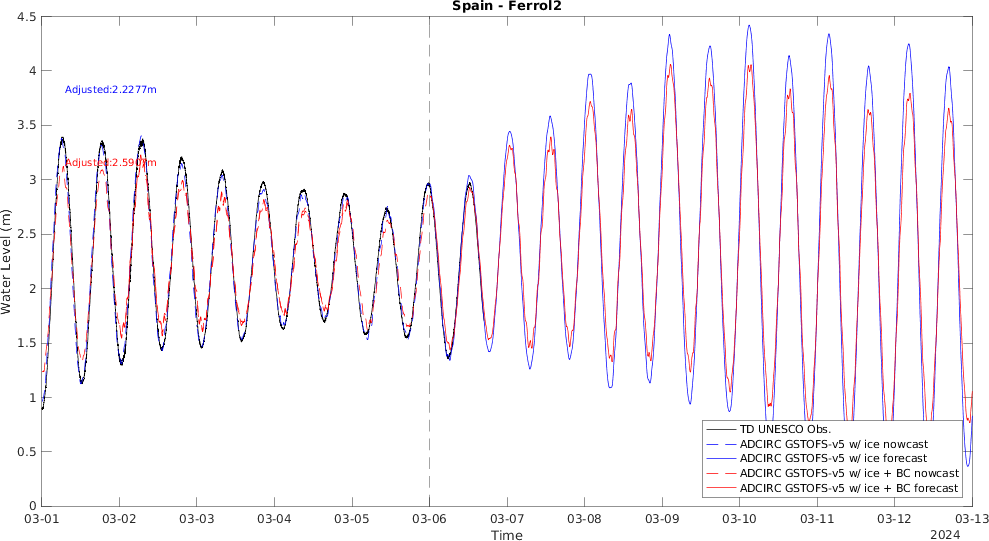 Spain - Ferrol2
Water Level (m)
4.5
4
3.5
3
2.5
2
1.5
1
0.5
0
Adjusted:2.2277m
Adjusted:2.590
03-01
03-02
03-03
03-04
03-05
03-06
03-07
03-08
03-09
03-10
03-11
03-12
03-13
Time
2024
TD UNESCO Obs.
ADCIRC GSTOFS-v5 w/ ice nowcast
ADCIRC GSTOFS-v5 w/ ice forecast
ADCIRC GSTOFS-v5 w/ ice + BC nowcast
ADCIRC GSTOFS-v5 w/ ice + BC forecast